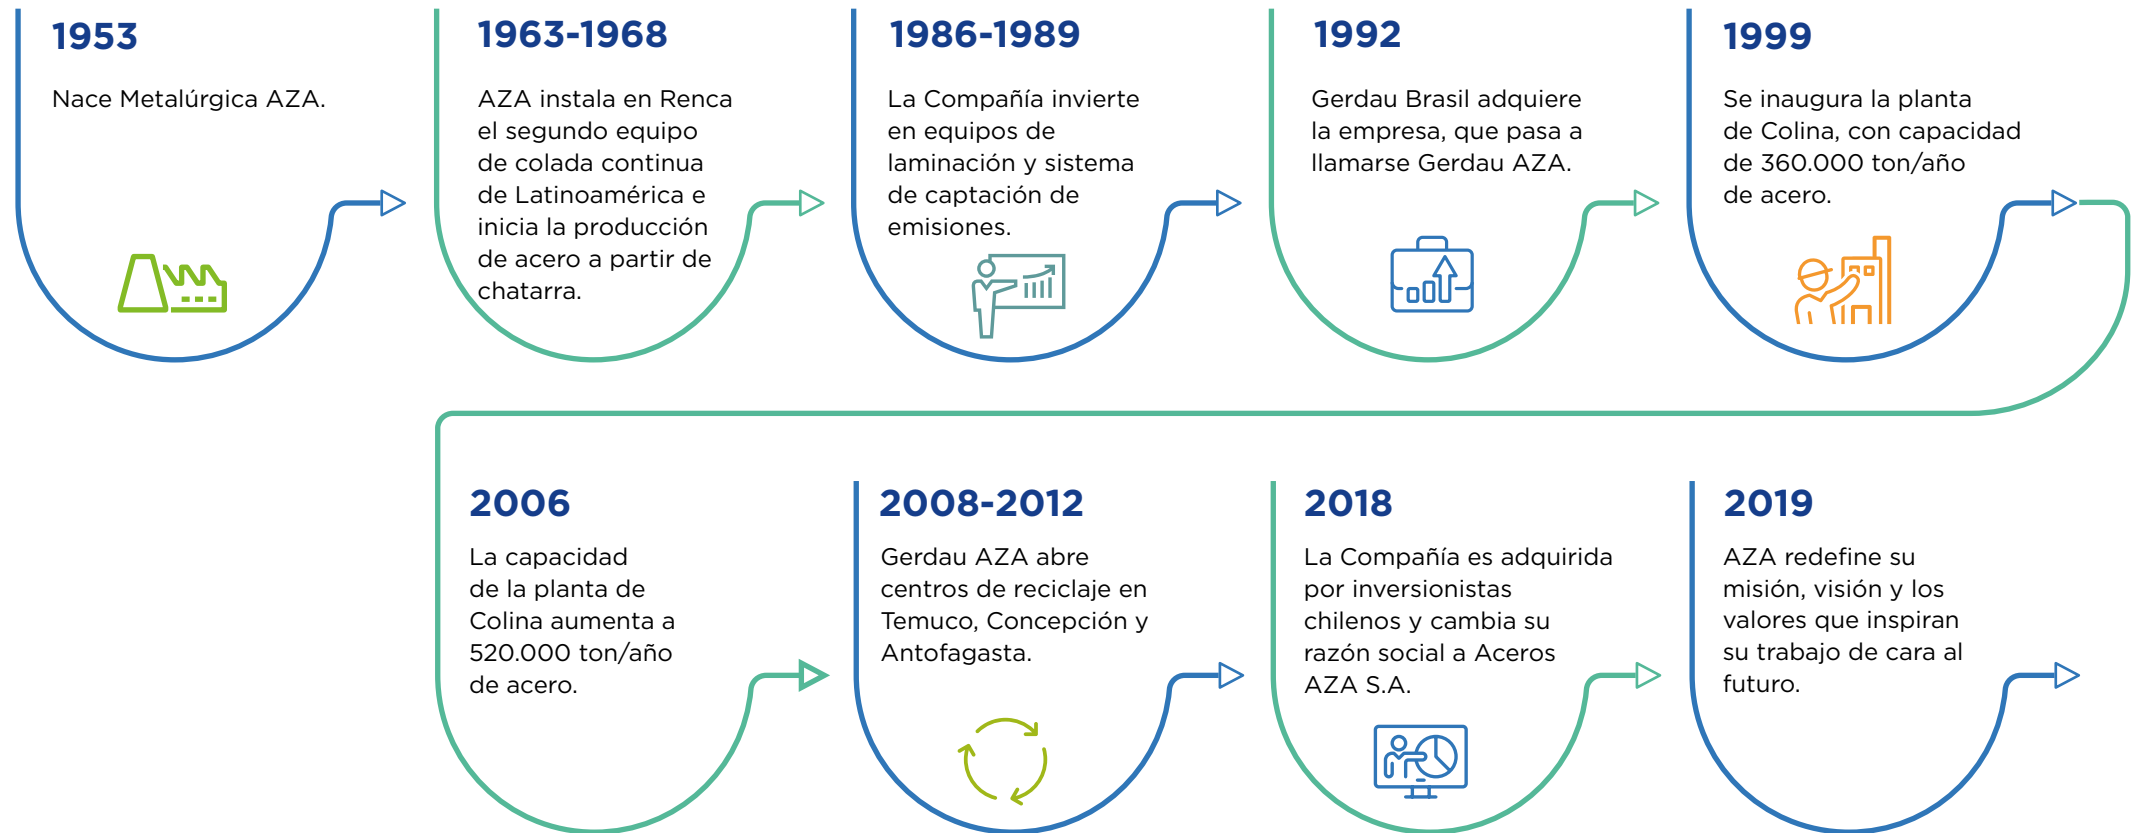 1953
Nace Metalúrgica AZA.
1963-1968
AZA instala en Renca
el segundo equipo
de colada continua
de Latinoamérica e
inicia la producción
de acero a partir de
chatarra.
1986-1989
La Compañía invierte
en equipos de
laminación y sistema
de captación de
emisiones.
1992
Gerdau Brasil adquiere
la empresa, que pasa a
llamarse Gerdau AZA.
1999
Se inaugura la planta
de Colina, con capacidad
de 360.000 ton/año
de acero.
2006
La capacidad
de la planta de
Colina aumenta a
520.000 ton/año
de acero.
2008-2012
Gerdau AZA abre
centros de reciclaje en
Temuco, Concepción y
Antofagasta.
2018
La Compañía es adquirida
por inversionistas
chilenos y cambia su
razón social a Aceros
AZA S.A.
2019
AZA redefine su
misión, visión y los
valores que inspiran
su trabajo de cara al
futuro.